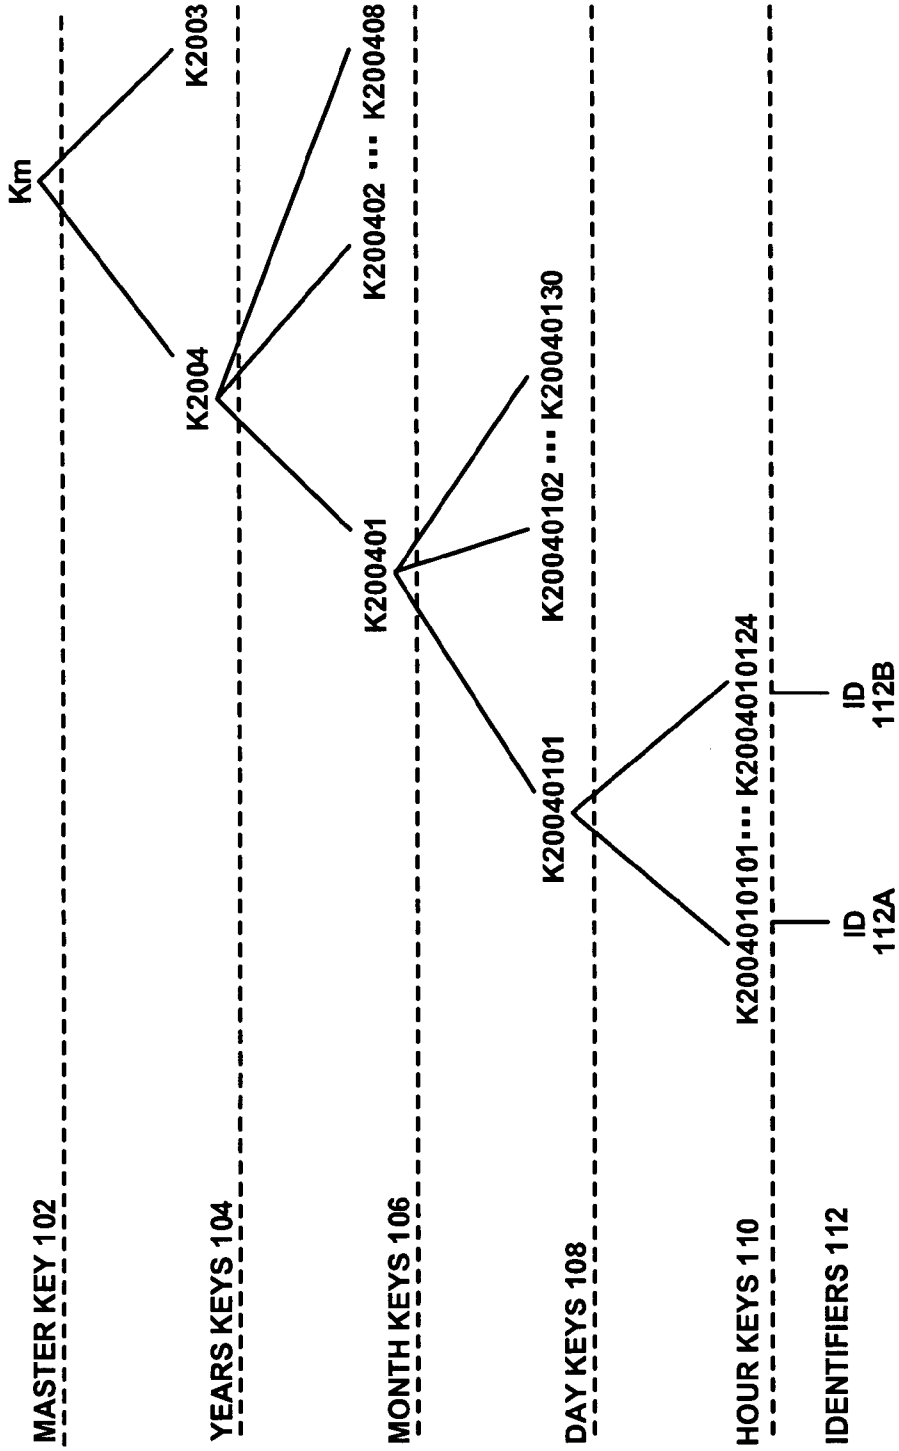 Km
MASTER KEY 102
K2004
K2003
YEARS KEYS 104
K200401
K200402 ... K200408
MONTH KEYS 106
K20040101
K20040102 ... K20040130
DAY KEYS 108
K2004010101 ... K2004010124
HOUR KEYS 110
IDENTIFIERS 112
ID
112A
ID
112B